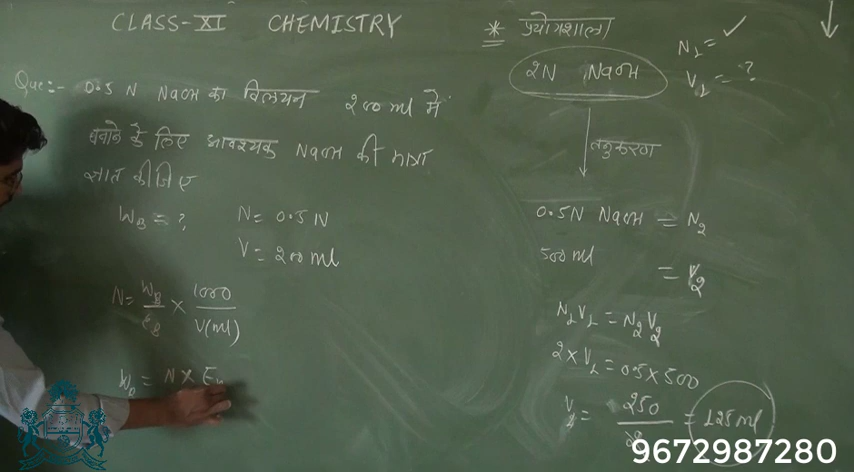 CLASS-XI CHEMISTRY
Que:- 0.5 N NaOH का विलयन 200 ml में
बनाने के लिए आवश्यक NaOH की मात्रा
ज्ञात कीजिए
W_B = ? N = 0.5 N
V = 200 ml
N = W_B/E_B × 1000/V(ml)
W_B = N × E
* प्रयोगशाला
N₁ =
✓
2N NaOH
V₁ = ?
तनुकरण
0.5N NaOH = N₂
500 ml = V₂
N₁V₁ = N₂V₂
2 × V₁ = 0.5 × 500
V₁ = 250/2 = 125 ml
9672987280